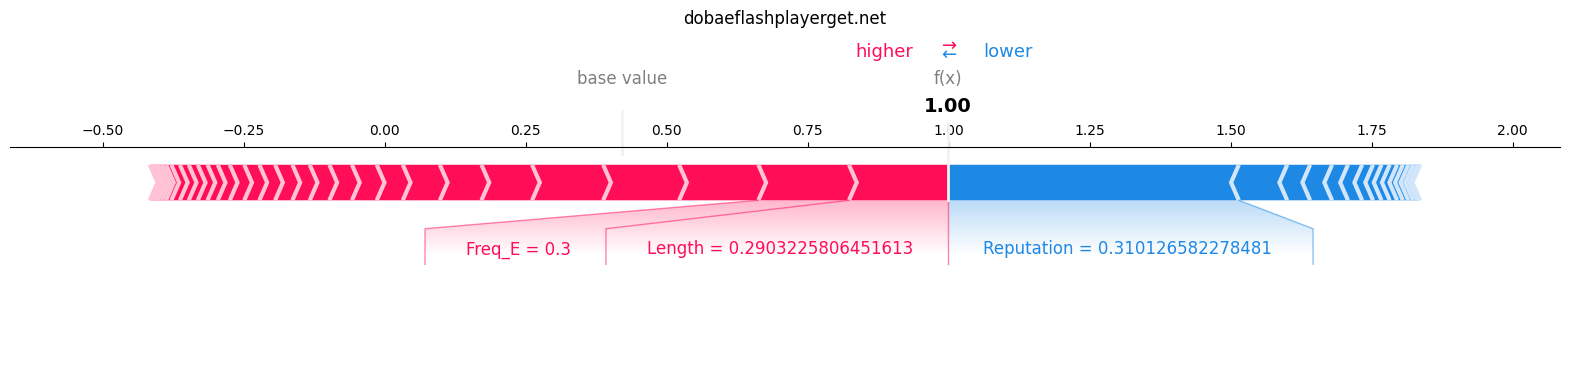 dobaeflashplayerget.net
higher ⇄ lower
base value f(x)
1.00
−0.50 −0.25 0.00 0.25 0.50 0.75 1.00 1.25 1.50 1.75 2.00
Freq_E = 0.3 Length = 0.2903225806451613 Reputation = 0.310126582278481